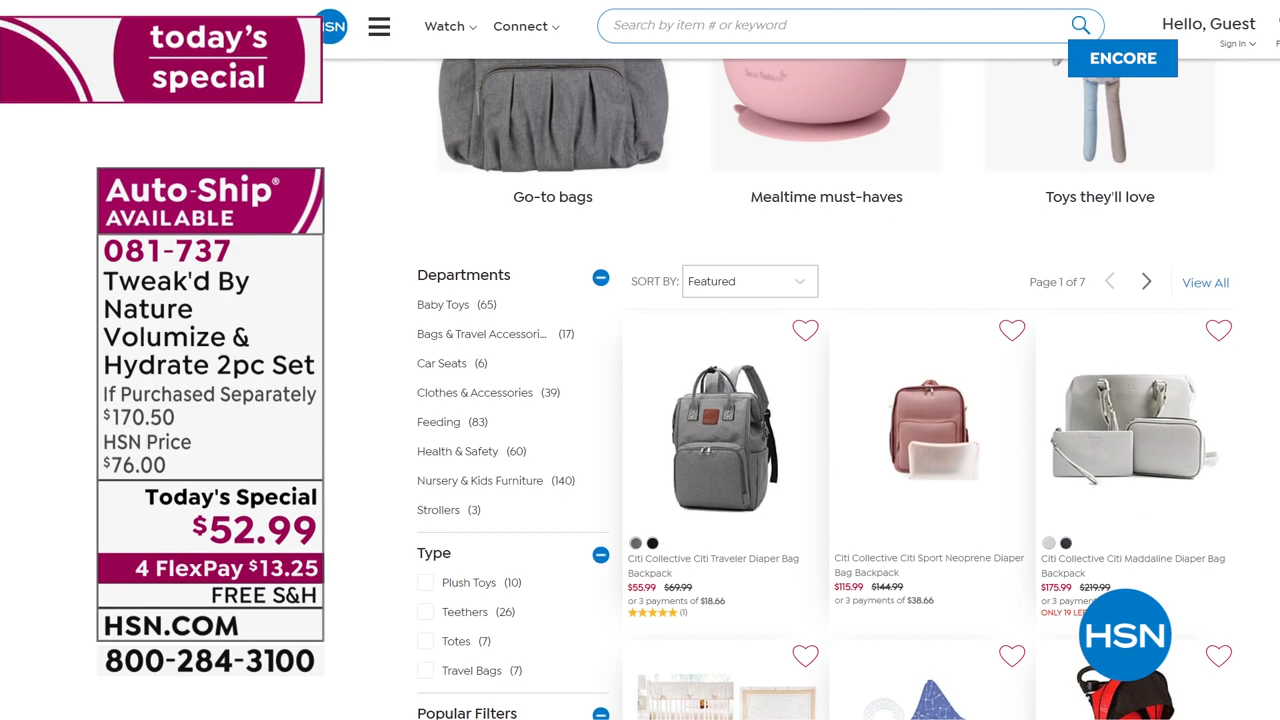 today's
special
HSN
Watch
Connect
Search by item # or keyword
Hello, Guest
Sign In
ENCORE
Go-to bags
Mealtime must-haves
Toys they'll love
Auto-Ship®
AVAILABLE
081-737
Tweak'd By
Nature
Volumize &
Hydrate 2pc Set
If Purchased Separately
$170.50
HSN Price
$76.00
Today's Special
$52.99
4 FlexPay $13.25
FREE S&H
HSN.COM
800-284-3100
Departments
Baby Toys (65)
Bags & Travel Accessori... (17)
Car Seats (6)
Clothes & Accessories (39)
Feeding (83)
Health & Safety (60)
Nursery & Kids Furniture (140)
Strollers (3)
Type
Plush Toys (10)
Teethers (26)
Totes (7)
Travel Bags (7)
Popular Filters
SORT BY: Featured
Page 1 of 7
View All
Citi Collective Citi Traveler Diaper Bag
Backpack
$55.99 $69.99
or 3 payments of $18.66
(1)
Citi Collective Citi Sport Neoprene Diaper
Bag Backpack
$115.99 $144.99
or 3 payments of $38.66
Citi Collective Citi Maddaline Diaper Bag
Backpack
$175.99 $219.99
or 3 payments
ONLY 19
HSN